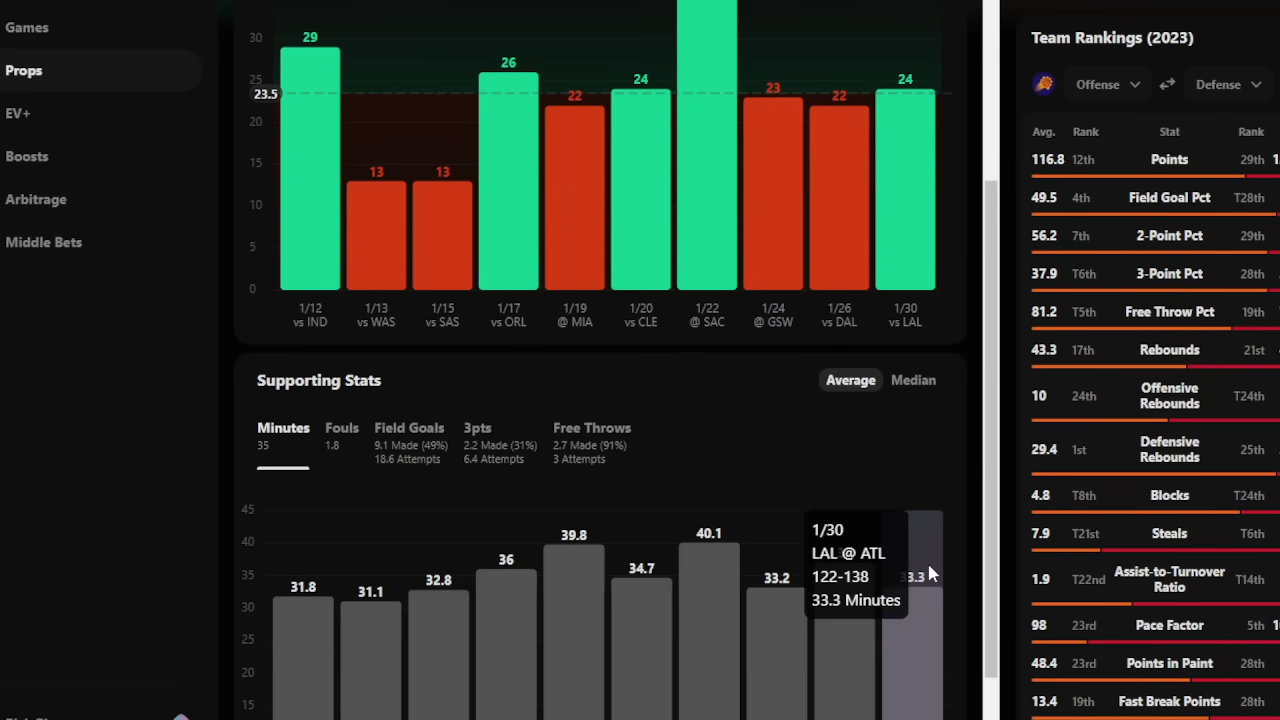 Games
Props
EV+
Boosts
Arbitrage
Middle Bets
30
25
23.5
20
15
10
5
0
29
13
13
26
22
24
23
22
24
1/12
vs IND
1/13
vs WAS
1/15
vs SAS
1/17
vs ORL
1/19
@ MIA
1/20
vs CLE
1/22
@ SAC
1/24
@ GSW
1/26
vs DAL
1/30
vs LAL
Supporting Stats
Average Median
Minutes
35
Fouls
1.8
Field Goals
9.1 Made (49%)
18.6 Attempts
3pts
2.2 Made (31%)
6.4 Attempts
Free Throws
2.7 Made (91%)
3 Attempts
45
40
35
30
25
20
15
31.8
31.1
32.8
36
39.8
34.7
40.1
33.2
1/30
LAL @ ATL
122-138
33.3 Minutes
Team Rankings (2023)
Offense Defense
Avg. Rank Stat Rank
116.8 12th Points 29th
49.5 4th Field Goal Pct T28th
56.2 7th 2-Point Pct 29th
37.9 T6th 3-Point Pct 28th
81.2 T5th Free Throw Pct 19th
43.3 17th Rebounds 21st
10 24th Offensive Rebounds T24th
29.4 1st Defensive Rebounds 25th
4.8 T8th Blocks T24th
7.9 T21st Steals T6th
1.9 T22nd Assist-to-Turnover Ratio T14th
98 23rd Pace Factor 5th
48.4 23rd Points in Paint 28th
13.4 19th Fast Break Points 28th